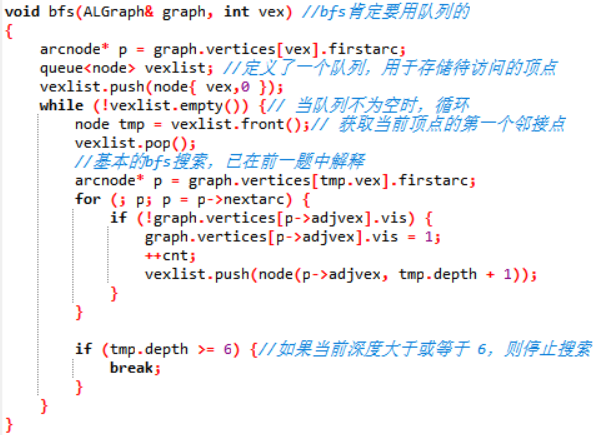 void bfs(ALGraph& graph, int vex) //bfs肯定要用队列的
{
    arcnode* p = graph.vertices[vex].firstarc;
    queue<node> vexlist; //定义了一个队列，用于存储待访问的顶点
    vexlist.push(node{ vex,0 });
    while (!vexlist.empty()) {// 当队列不为空时，循环
        node tmp = vexlist.front();// 获取当前顶点的第一个邻接点
        vexlist.pop();
        //基本的bfs搜索，已在前一题中解释
        arcnode* p = graph.vertices[tmp.vex].firstarc;
        for (; p; p = p->nextarc) {
            if (!graph.vertices[p->adjvex].vis) {
                graph.vertices[p->adjvex].vis = 1;
                ++cnt;
                vexlist.push(node(p->adjvex, tmp.depth + 1));
            }
        }
        if (tmp.depth >= 6) {//如果当前深度大于或等于 6，则停止搜索
            break;
        }
    }
}